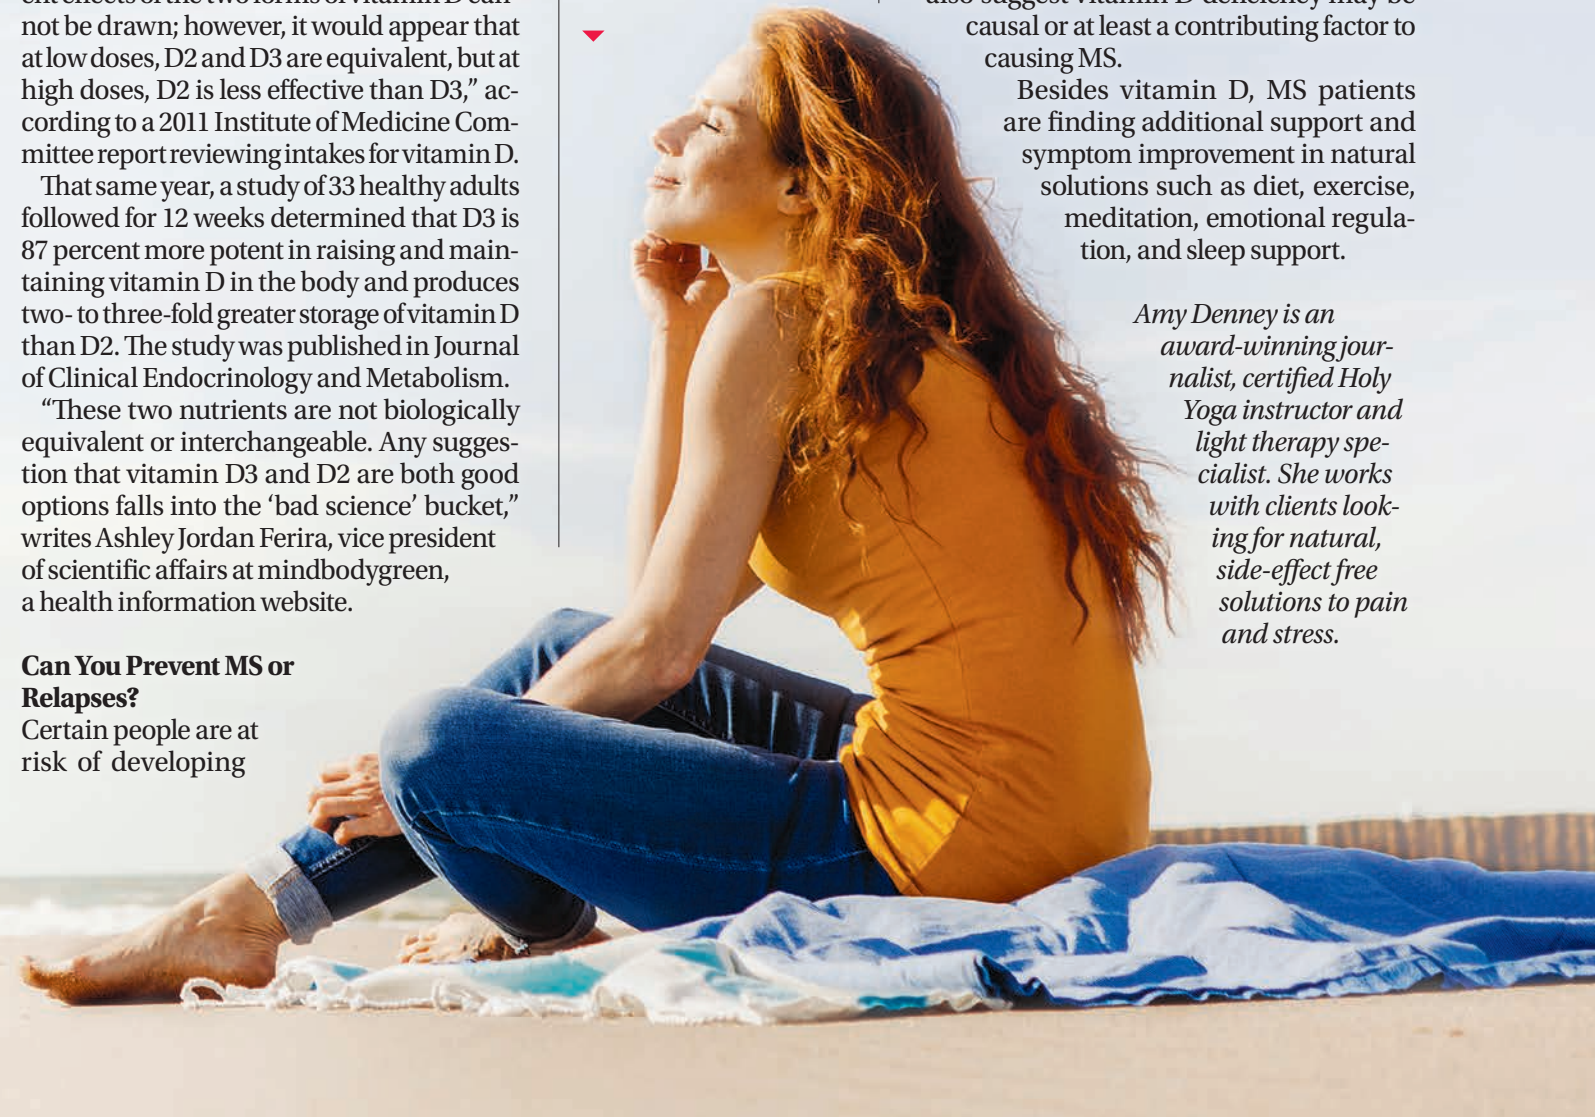 not be drawn; however, it would appear that
at low doses, D2 and D3 are equivalent, but at
high doses, D2 is less effective than D3,” ac-
cording to a 2011 Institute of Medicine Com-
mittee report reviewing intakes for vitamin D.
That same year, a study of 33 healthy adults
followed for 12 weeks determined that D3 is
87 percent more potent in raising and main-
taining vitamin D in the body and produces
two- to three-fold greater storage of vitamin D
than D2. The study was published in Journal
of Clinical Endocrinology and Metabolism.
“These two nutrients are not biologically
equivalent or interchangeable. Any sugges-
tion that vitamin D3 and D2 are both good
options falls into the ‘bad science’ bucket,”
writes Ashley Jordan Ferira, vice president
of scientific affairs at mindbodygreen,
a health information website.
Can You Prevent MS or
Relapses?
Certain people are at
risk of developing
causal or at least a contributing factor to
causing MS.
Besides vitamin D, MS patients
are finding additional support and
symptom improvement in natural
solutions such as diet, exercise,
meditation, emotional regula-
tion, and sleep support.
Amy Denney is an
award-winning jour-
nalist, certified Holy
Yoga instructor and
light therapy spe-
cialist. She works
with clients look-
ing for natural,
side-effect free
solutions to pain
and stress.